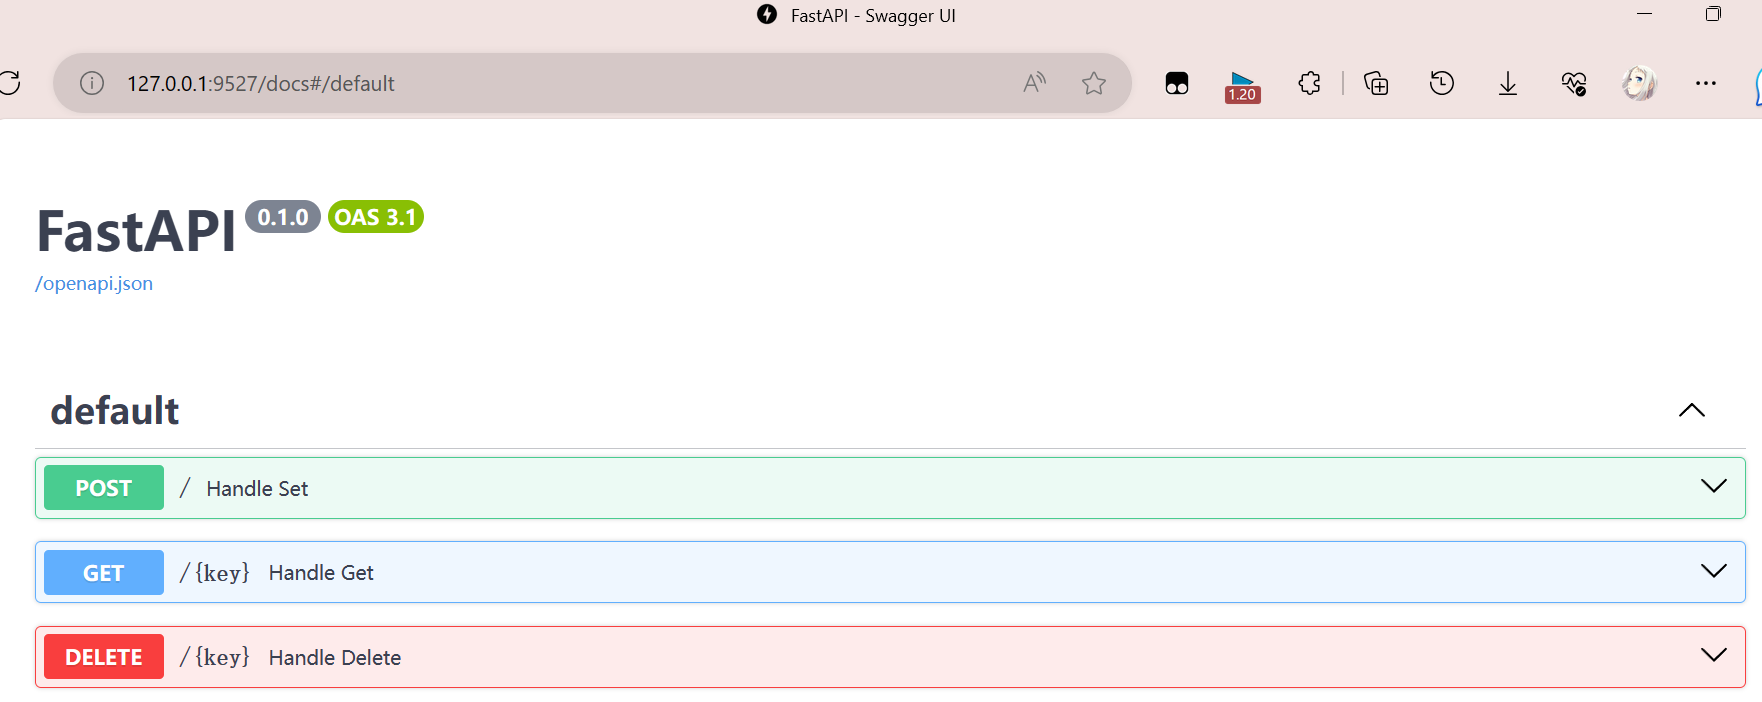 FastAPI - Swagger UI
127.0.0.1:9527/docs#/default
1.20
FastAPI 0.1.0 OAS 3.1
/openapi.json
default
POST / Handle Set
GET /{key} Handle Get
DELETE /{key} Handle Delete